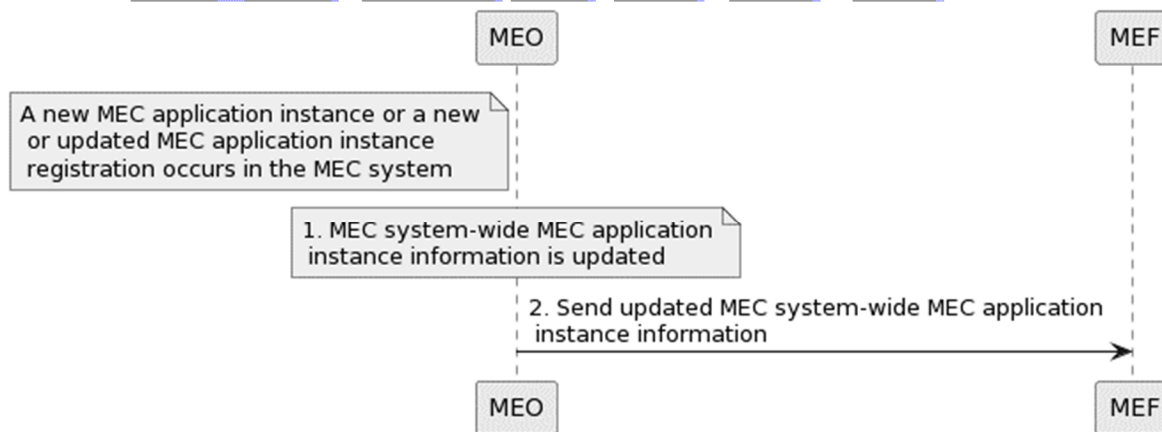 MEO
MEF
A new MEC application instance or a new
or updated MEC application instance
registration occurs in the MEC system
1. MEC system-wide MEC application
instance information is updated
2. Send updated MEC system-wide MEC application
instance information
MEO
MEF